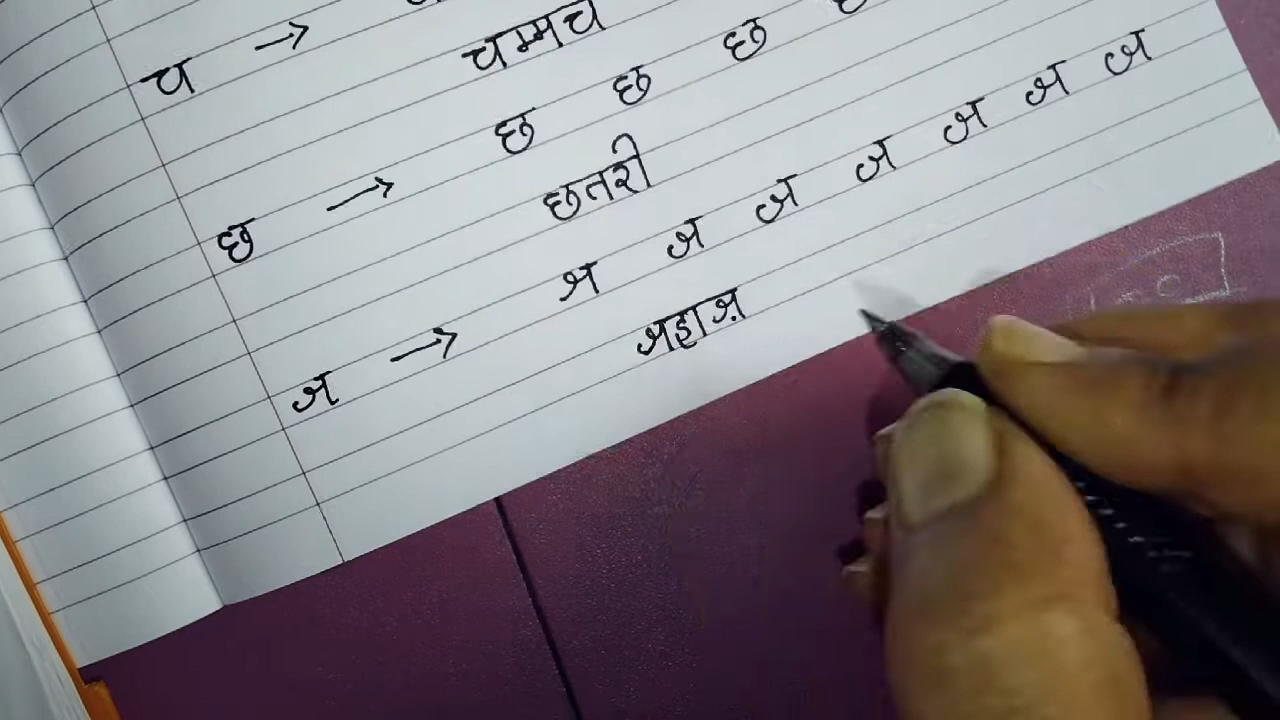 च →
चम्मच
छ → छ छ छ
छतरी
ज → ज ज ज ज ज ज ज
जहाज़